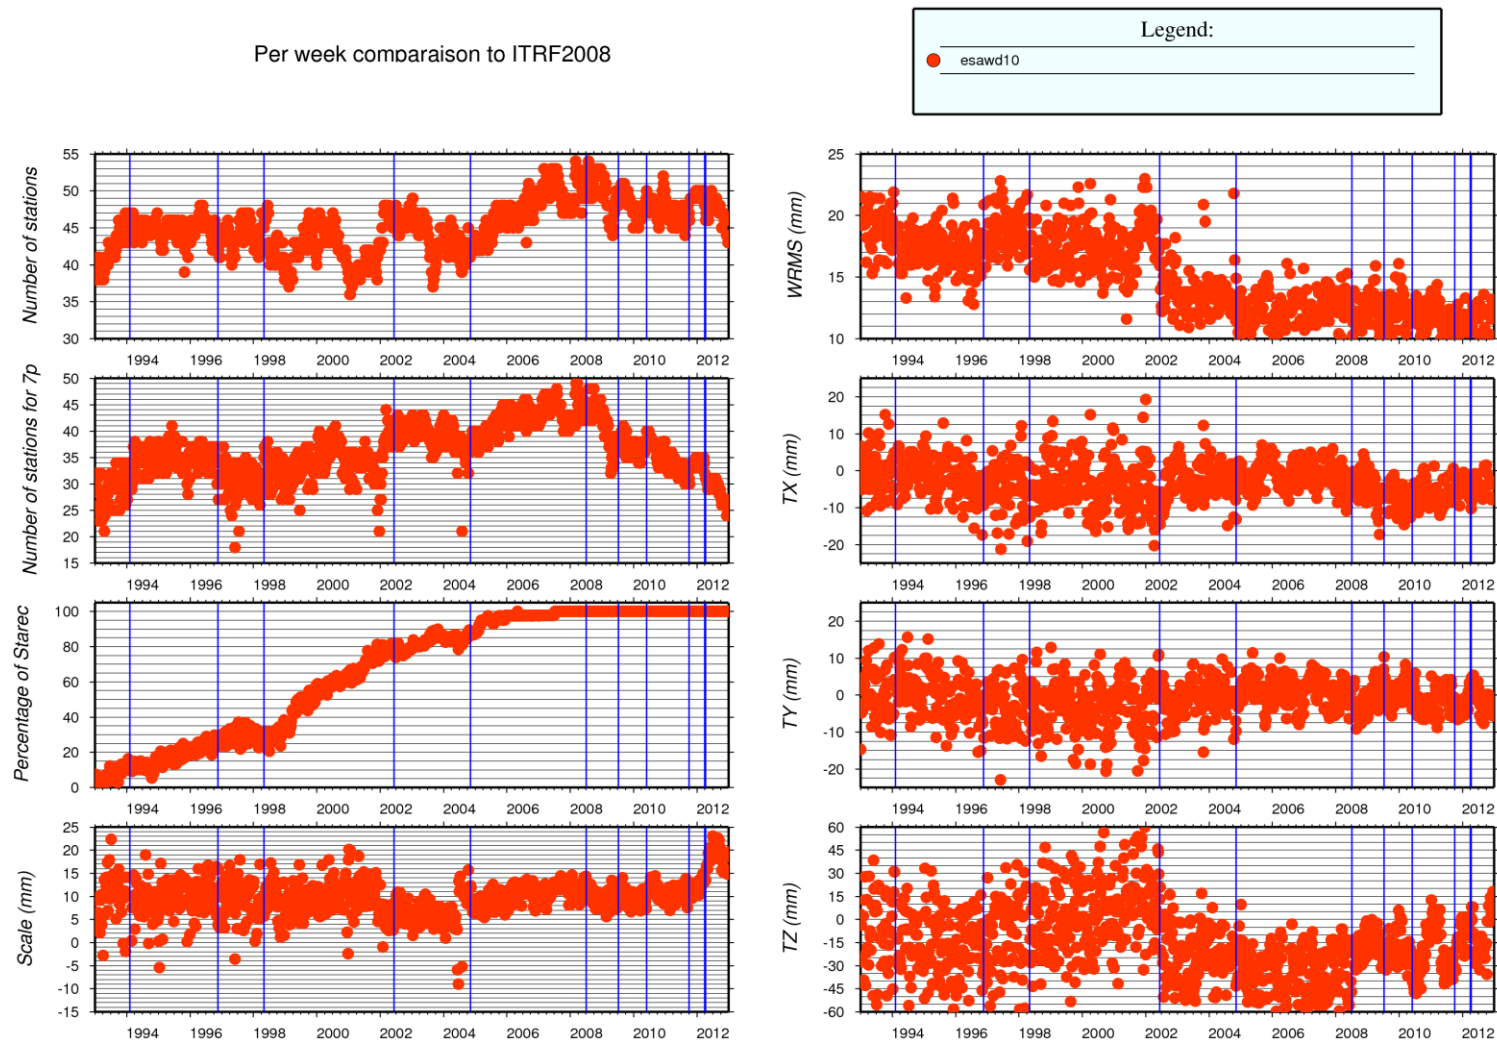 Per week comparaison to ITRF2008
Legend:
esawd10
Number of stations
55
50
45
40
35
30
1994 1996 1998 2000 2002 2004 2006 2008 2010 2012
WRMS (mm)
25
20
15
10
1994 1996 1998 2000 2002 2004 2006 2008 2010 2012
Number of stations for 7p
50
45
40
35
30
25
20
15
1994 1996 1998 2000 2002 2004 2006 2008 2010 2012
TX (mm)
20
10
0
-10
-20
1994 1996 1998 2000 2002 2004 2006 2008 2010 2012
Percentage of Starec
100
80
60
40
20
0
1994 1996 1998 2000 2002 2004 2006 2008 2010 2012
TY (mm)
20
10
0
-10
-20
1994 1996 1998 2000 2002 2004 2006 2008 2010 2012
Scale (mm)
25
20
15
10
5
0
-5
-10
-15
1994 1996 1998 2000 2002 2004 2006 2008 2010 2012
TZ (mm)
60
45
30
15
0
-15
-30
-45
-60
1994 1996 1998 2000 2002 2004 2006 2008 2010 2012